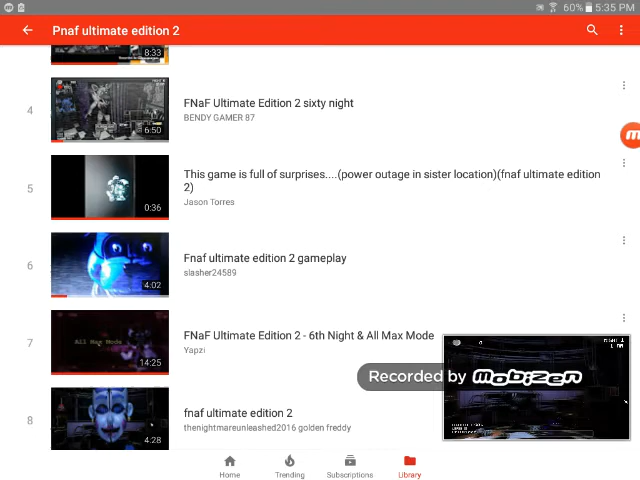 60% 5:35 PM
Pnaf ultimate edition 2
8:33
4
FNaF Ultimate Edition 2 sixty night
BENDY GAMER 87
6:50
5
This game is full of surprises....(power outage in sister location)(fnaf ultimate edition
2)
Jason Torres
0:36
6
Fnaf ultimate edition 2 gameplay
slasher24589
4:02
7
FNaF Ultimate Edition 2 - 6th Night & All Max Mode
Yapzi
All Max Mode
14:25
Recorded by mobizen
8
fnaf ultimate edition 2
thenightmareunleashed2016 golden freddy
4:28
Home Trending Subscriptions Library